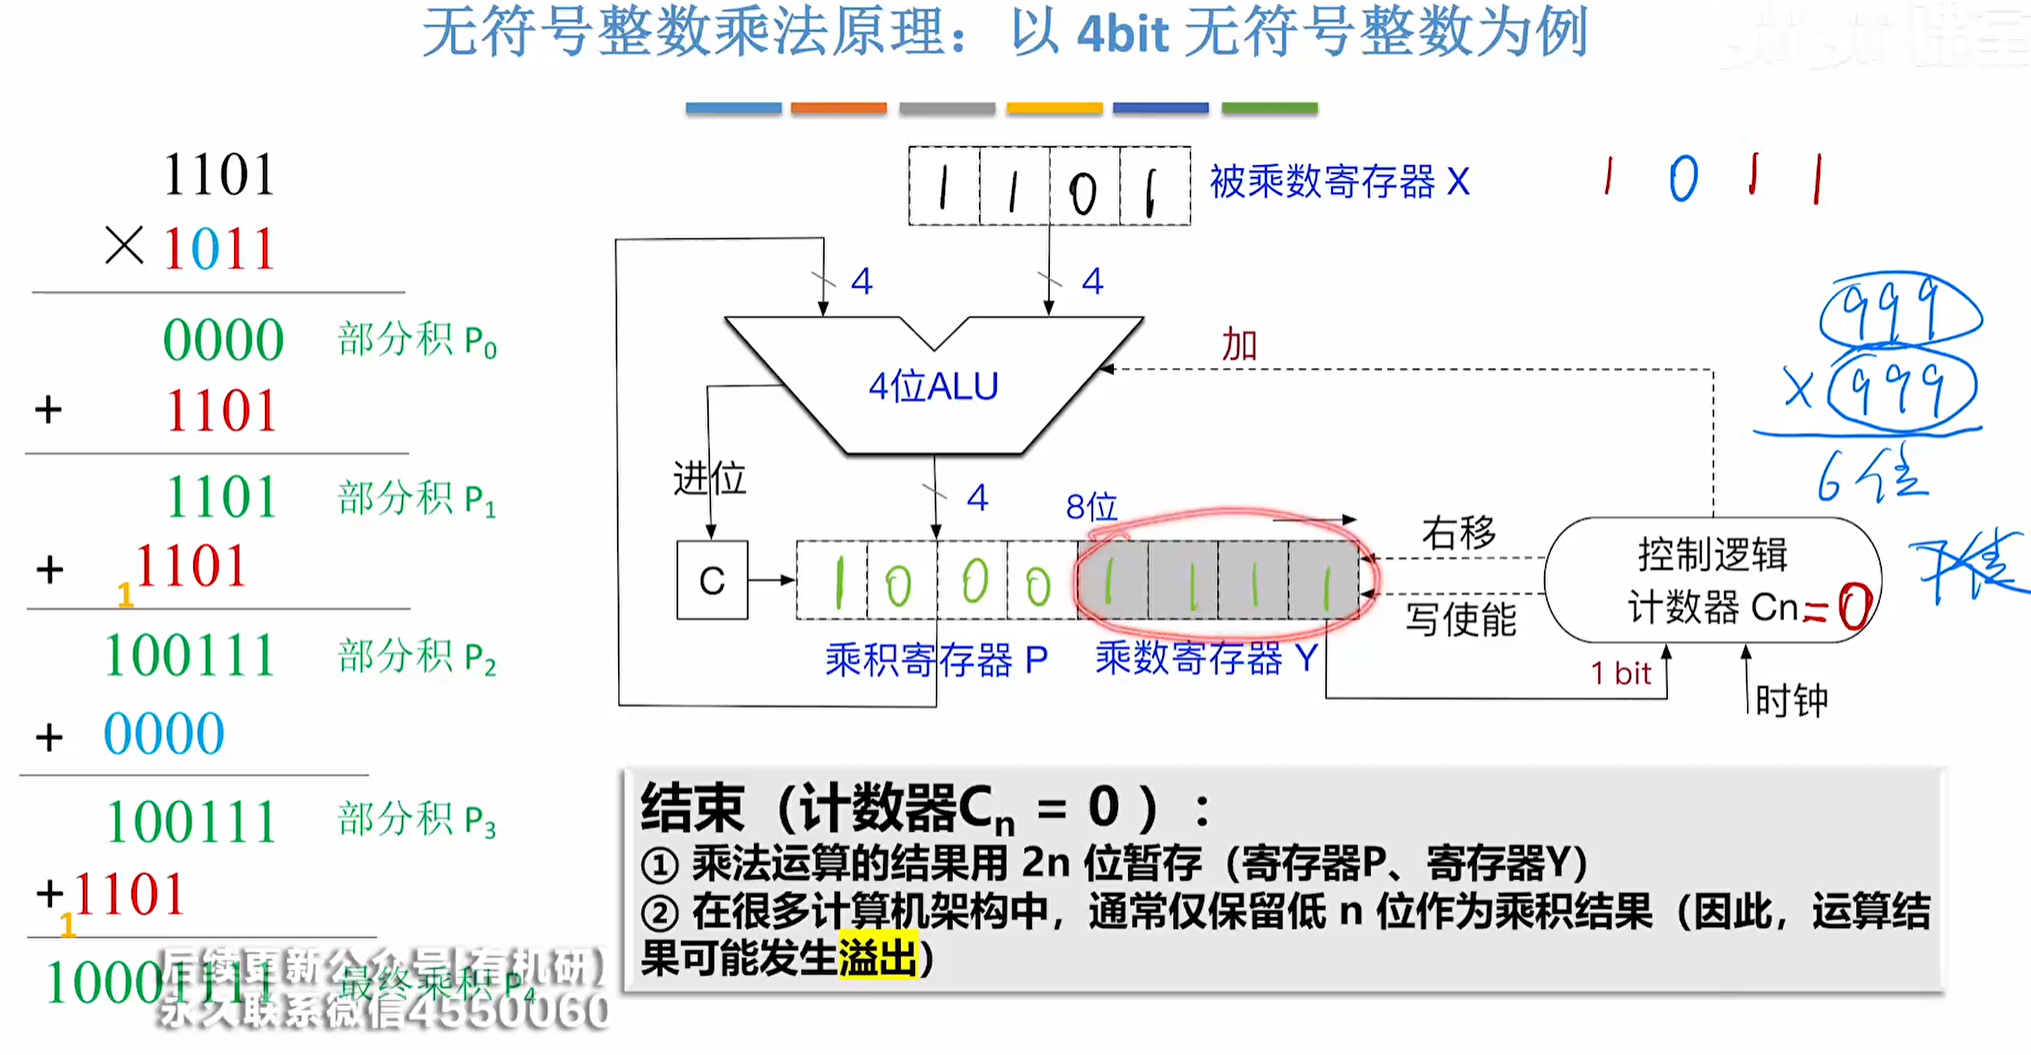 无符号整数乘法原理：以 4bit 无符号整数为例
1101
×1011
0000 部分积 P0
+ 1101
1101 部分积 P1
+ 1101
1
100111 部分积 P2
+ 0000
100111 部分积 P3
+1101
1
10001111 最终乘积 P4
1 1 0 1 被乘数寄存器 X
1 0 1 1
4 4
4位ALU
加
进位
4
8位
C
1 0 0 0 1 1 1 1
乘积寄存器 P 乘数寄存器 Y
右移
写使能
控制逻辑
计数器 Cn=0
1 bit
时钟
999
×999
6位
结束（计数器Cn = 0 ）：
① 乘法运算的结果用 2n 位暂存（寄存器P、寄存器Y）
② 在很多计算机架构中，通常仅保留低 n 位作为乘积结果（因此，运算结
果可能发生溢出）
后续更新公众号[有机研]
永久联系微信4550060